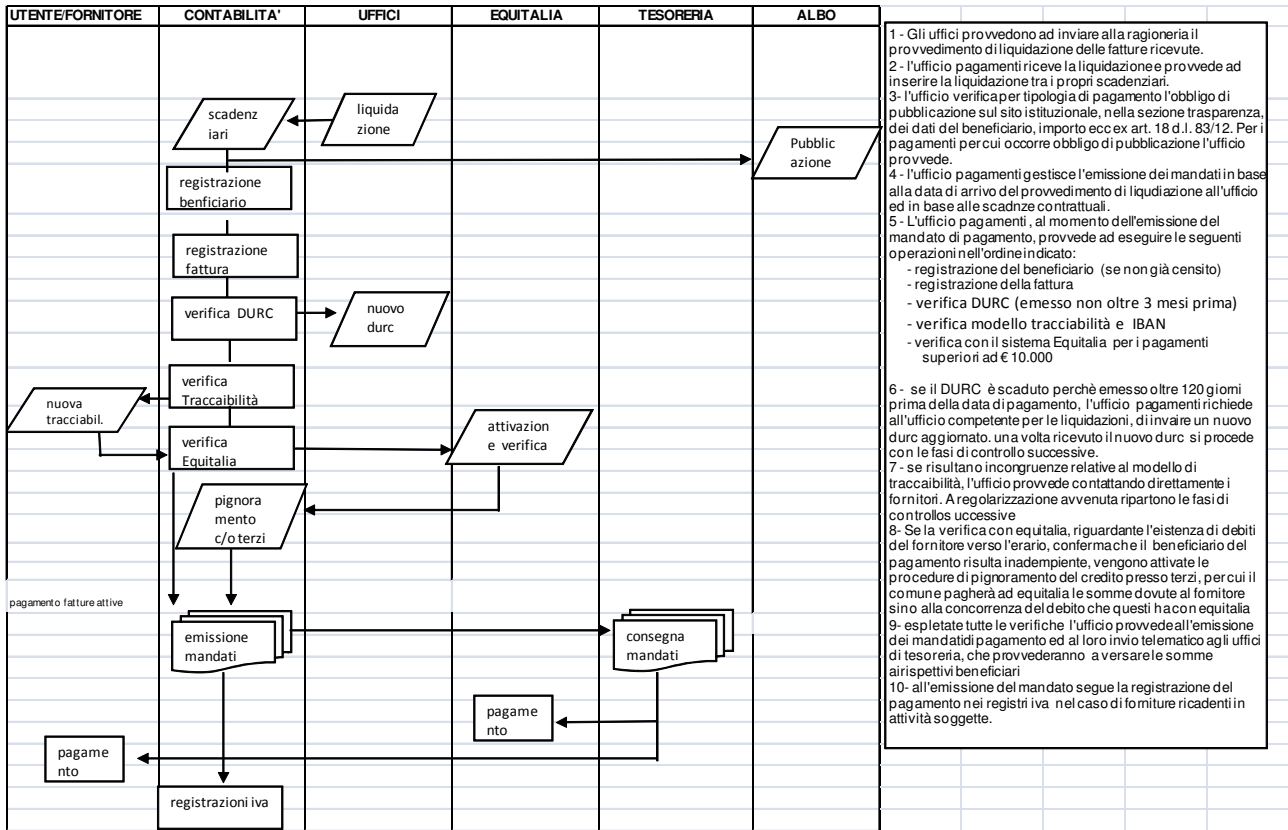 UTENTE/FORNITORE CONTABILITA' UFFICI EQUITALIA TESORERIA ALBO
scadenz
iari
liquida
zione
Pubblic
azione
registrazione
benficiario
registrazione
fattura
verifica DURC
nuovo
durc
verifica
Traccaibilità
nuova
tracciabil.
verifica
Equitalia
attivazion
e verifica
pignora
mento
c/o terzi
pagamento fatture attive
emissione
mandati
consegna
mandati
pagame
nto
pagame
nto
registrazioni iva
1 - Gli uffici provvedono ad inviare alla ragioneria il
provvedimento di liquidazione delle fatture ricevute.
2 - l'ufficio pagamenti riceve la liquidazione e provvede ad
inserire la liquidazione tra i propri scadenziari.
3- l'ufficio verifica per tipologia di pagamento l'obbligo di
pubblicazione sul sito istituzionale, nella sezione trasparenza,
dei dati del beneficiario, importo ecc ex art. 18 d.l. 83/12. Per i
pagamenti per cui occorre obbligo di pubblicazione l'ufficio
provvede.
4 - l'ufficio pagamenti gestisce l'emissione dei mandati in base
alla data di arrivo del provvedimento di liqudiazione all'ufficio
ed in base alle scadnze contrattuali.
5 - L'ufficio pagamenti, al momento dell'emissione del
mandato di pagamento, provvede ad eseguire le seguenti
operazioni nell'ordine indicato:
- registrazione del beneficiario (se non già censito)
- registrazione della fattura
- verifica DURC (emesso non oltre 3 mesi prima)
- verifica modello tracciabilità e IBAN
- verifica con il sistema Equitalia per i pagamenti
superiori ad € 10.000
6 - se il DURC è scaduto perchè emesso oltre 120 giorni
prima della data di pagamento, l'ufficio pagamenti richiede
all'ufficio competente per le liquidazioni, di invaire un nuovo
durc aggiornato. una volta ricevuto il nuovo durc si procede
con le fasi di controllo successive.
7 - se risultano incongruenze relative al modello di
traccaibilità, l'ufficio provvede contattando direttamente i
fornitori. A regolarizzazione avvenuta ripartono le fasi di
controllos uccessive
8- Se la verifica con equitalia, riguardante l'eistenza di debiti
del fornitore verso l'erario, conferma che il beneficiario del
pagamento risulta inadempiente, vengono attivate le
procedure di pignoramento del credito presso terzi, per cui il
comune pagherà ad equitalia le somme dovute al fornitore
sino alla concorrenza del debito che questi ha con equitalia
9- espletate tutte le verifiche l'ufficio provvede all'emissione
dei mandatidi pagamento ed al loro invio telematico agli uffici
di tesoreria, che provvederanno a versare le somme
airispettivi beneficiari
10- all'emissione del mandato segue la registrazione del
pagamento nei registri iva nel caso di forniture ricadenti in
attività soggette.